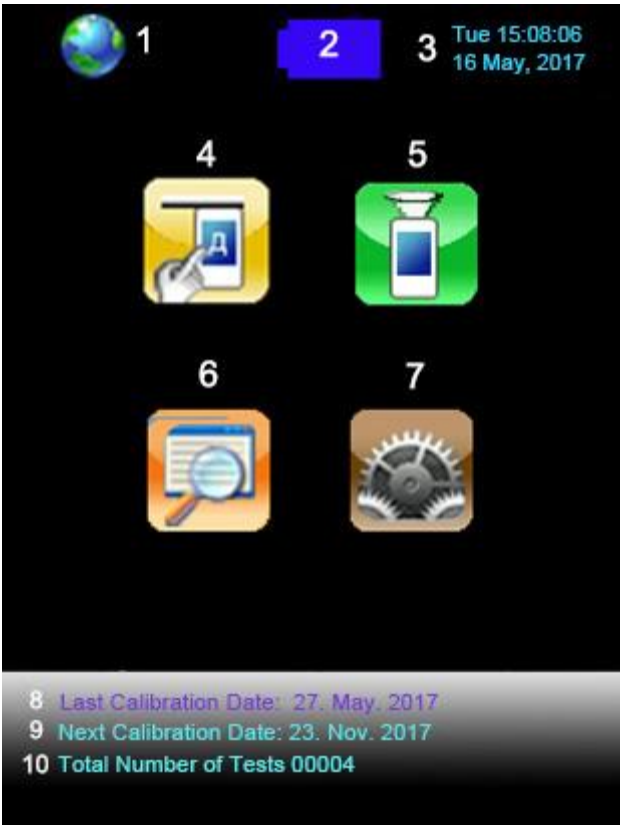 1
2
3
Tue 15:08:06
16 May, 2017
4
5
Д
6
7
8 Last Calibration Date: 27. May. 2017
9 Next Calibration Date: 23. Nov. 2017
10 Total Number of Tests 00004